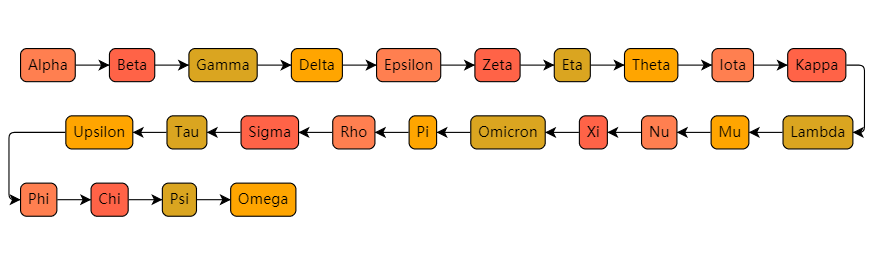 Alpha Beta Gamma Delta Epsilon Zeta Eta Theta Iota Kappa
Upsilon Tau Sigma Rho Pi Omicron Xi Nu Mu Lambda
Phi Chi Psi Omega